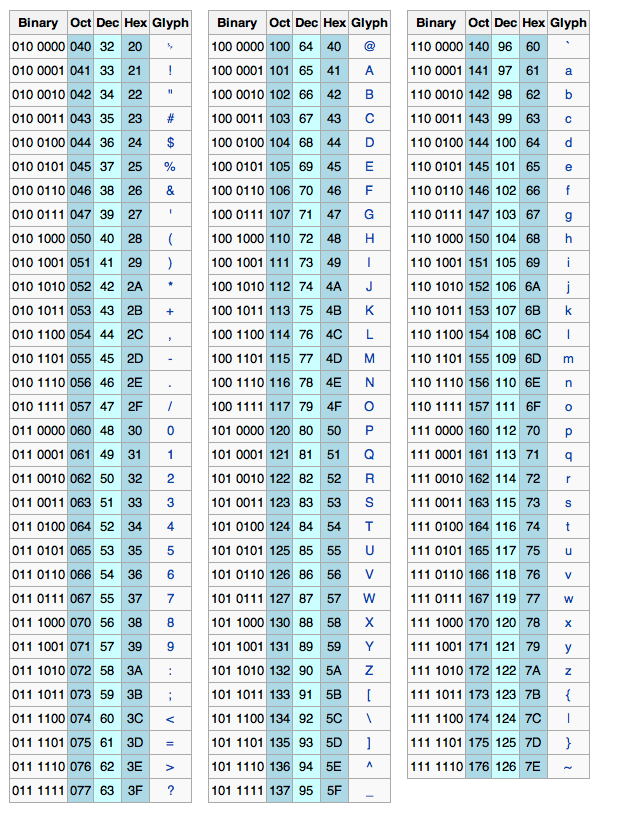 Binary Oct Dec Hex Glyph Binary Oct Dec Hex Glyph Binary Oct Dec Hex Glyph
010 0000 040 32 20 100 0000 100 64 40 @ 110 0000 140 96 60 `
010 0001 041 33 21 ! 100 0001 101 65 41 A 110 0001 141 97 61 a
010 0010 042 34 22 " 100 0010 102 66 42 B 110 0010 142 98 62 b
010 0011 043 35 23 # 100 0011 103 67 43 C 110 0011 143 99 63 c
010 0100 044 36 24 $ 100 0100 104 68 44 D 110 0100 144 100 64 d
010 0101 045 37 25 % 100 0101 105 69 45 E 110 0101 145 101 65 e
010 0110 046 38 26 & 100 0110 106 70 46 F 110 0110 146 102 66 f
010 0111 047 39 27 ' 100 0111 107 71 47 G 110 0111 147 103 67 g
010 1000 050 40 28 ( 100 1000 110 72 48 H 110 1000 150 104 68 h
010 1001 051 41 29 ) 100 1001 111 73 49 I 110 1001 151 105 69 i
010 1010 052 42 2A * 100 1010 112 74 4A J 110 1010 152 106 6A j
010 1011 053 43 2B + 100 1011 113 75 4B K 110 1011 153 107 6B k
010 1100 054 44 2C , 100 1100 114 76 4C L 110 1100 154 108 6C l
010 1101 055 45 2D - 100 1101 115 77 4D M 110 1101 155 109 6D m
010 1110 056 46 2E . 100 1110 116 78 4E N 110 1110 156 110 6E n
010 1111 057 47 2F / 100 1111 117 79 4F O 110 1111 157 111 6F o
011 0000 060 48 30 0 101 0000 120 80 50 P 111 0000 160 112 70 p
011 0001 061 49 31 1 101 0001 121 81 51 Q 111 0001 161 113 71 q
011 0010 062 50 32 2 101 0010 122 82 52 R 111 0010 162 114 72 r
011 0011 063 51 33 3 101 0011 123 83 53 S 111 0011 163 115 73 s
011 0100 064 52 34 4 101 0100 124 84 54 T 111 0100 164 116 74 t
011 0101 065 53 35 5 101 0101 125 85 55 U 111 0101 165 117 75 u
011 0110 066 54 36 6 101 0110 126 86 56 V 111 0110 166 118 76 v
011 0111 067 55 37 7 101 0111 127 87 57 W 111 0111 167 119 77 w
011 1000 070 56 38 8 101 1000 130 88 58 X 111 1000 170 120 78 x
011 1001 071 57 39 9 101 1001 131 89 59 Y 111 1001 171 121 79 y
011 1010 072 58 3A : 101 1010 132 90 5A Z 111 1010 172 122 7A z
011 1011 073 59 3B ; 101 1011 133 91 5B [ 111 1011 173 123 7B {
011 1100 074 60 3C < 101 1100 134 92 5C \ 111 1100 174 124 7C |
011 1101 075 61 3D = 101 1101 135 93 5D ] 111 1101 175 125 7D }
011 1110 076 62 3E > 101 1110 136 94 5E ^ 111 1110 176 126 7E ~
011 1111 077 63 3F ? 101 1111 137 95 5F _